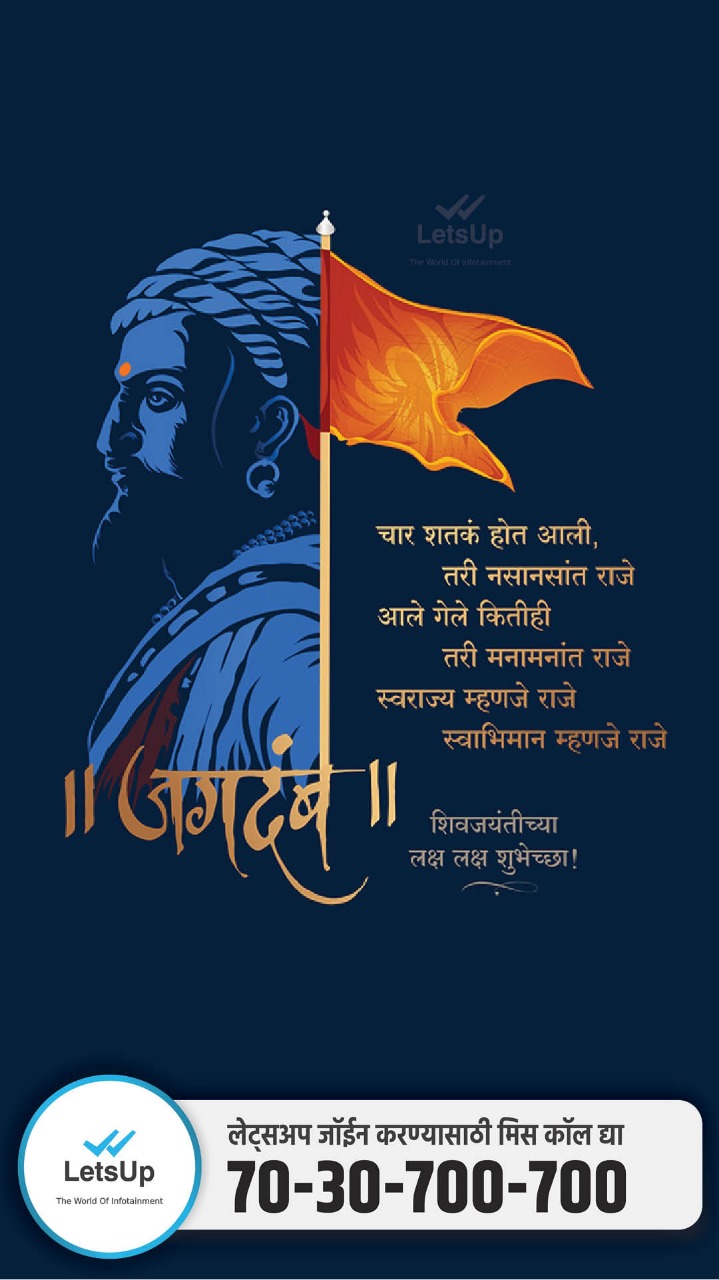 LetsUp
The World Of Infotainment
चार शतकं होत आली,
तरी नसानसांत राजे
आले गेले कितीही
तरी मनामनांत राजे
स्वराज्य म्हणजे राजे
स्वाभिमान म्हणजे राजे
॥ जगदंब ॥
शिवजयंतीच्या
लक्ष लक्ष शुभेच्छा!
लेट्सअप जॉईन करण्यासाठी मिस कॉल द्या
70-30-700-700
LetsUp
The World Of Infotainment